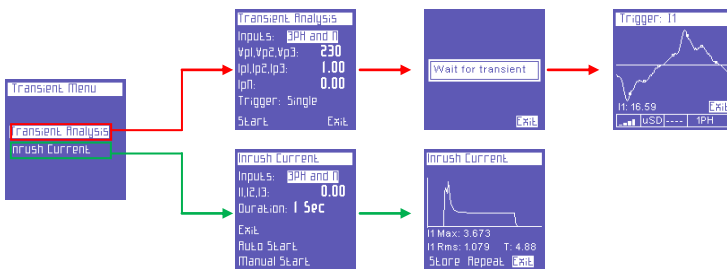 Transient Menu
Transient Analysis
Inrush Current
Transient Analysis
Inputs: 3PH and N
Vp1,Vp2,Vp3: 230
Ip1,Ip2,Ip3: 1.00
IpN: 0.00
Trigger: Single
Start Exit
Wait for transient
Exit
Trigger: I1
I1: 16.59 Exit
uSD ---- 1PH
Inrush Current
Inputs: 3PH and N
I1,I2,I3: 0.00
Duration: 1 Sec
Exit
Auto Start
Manual Start
Inrush Current
I1 Max: 3.673
I1 Rms: 1.079 T: 4.88
Store Repeat Exit